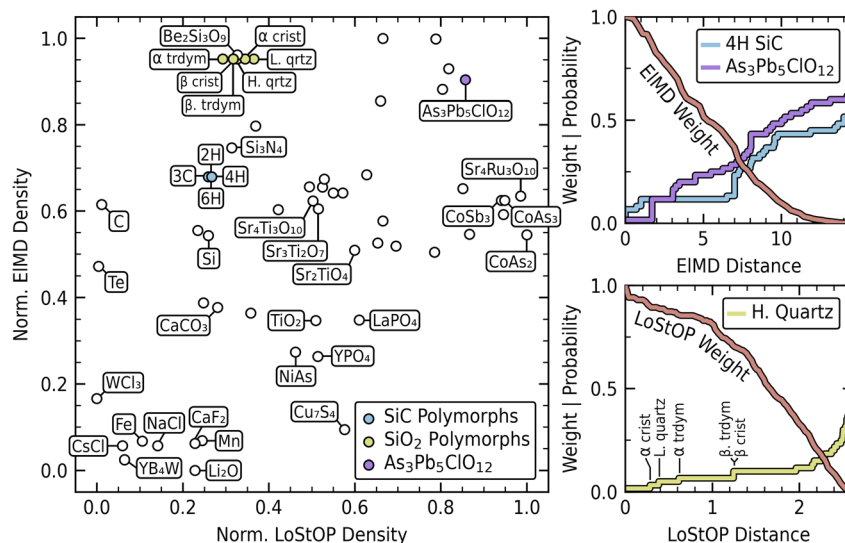 Norm. EIMD Density
1.0
0.8
0.6
0.4
0.2
0.0
0.0
0.2
0.4
0.6
0.8
1.0
Norm. LoStOP Density
Be₂Si₃O₉
α crist
α trdym
L. qrtz
β crist
H. qrtz
β. trdym
As₃Pb₅ClO₁₂
Si₃N₄
2H
3C
4H
6H
Sr₄Ru₃O₁₀
C
Sr₄Ti₃O₁₀
CoSb₃
CoAs₃
Sr₃Ti₂O₇
Si
Sr₂TiO₄
CoAs₂
Te
CaCO₃
TiO₂
LaPO₄
YPO₄
NiAs
WCl₃
Cu₇S₄
Fe
NaCl
CaF₂
CsCl
Mn
YB₄W
Li₂O
SiC Polymorphs
SiO₂ Polymorphs
As₃Pb₅ClO₁₂
Weight | Probability
1.0
0.5
0.0
0
5
10
EIMD Distance
4H SiC
As₃Pb₅ClO₁₂
EIMD Weight
Weight | Probability
1.0
0.5
0.0
0
1
2
LoStOP Distance
H. Quartz
LoStOP Weight
α crist
L. quartz
α trdym
β. trdym
β crist